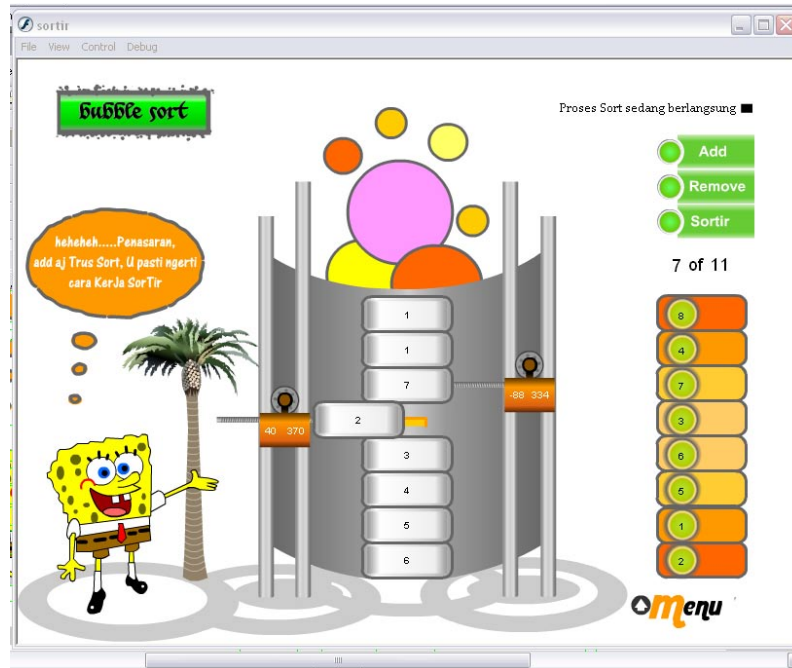 sortir
File View Control Debug
bubble sort
Proses Sort sedang berlangsung
Add
Remove
Sortir
7 of 11
heheheh.....Penasaran,
add aj Trus Sort, U pasti ngerti
cara KerJa SorTir
1
1
7
2
3
4
5
6
40 370
-88 334
8
4
7
3
6
5
1
2
menu